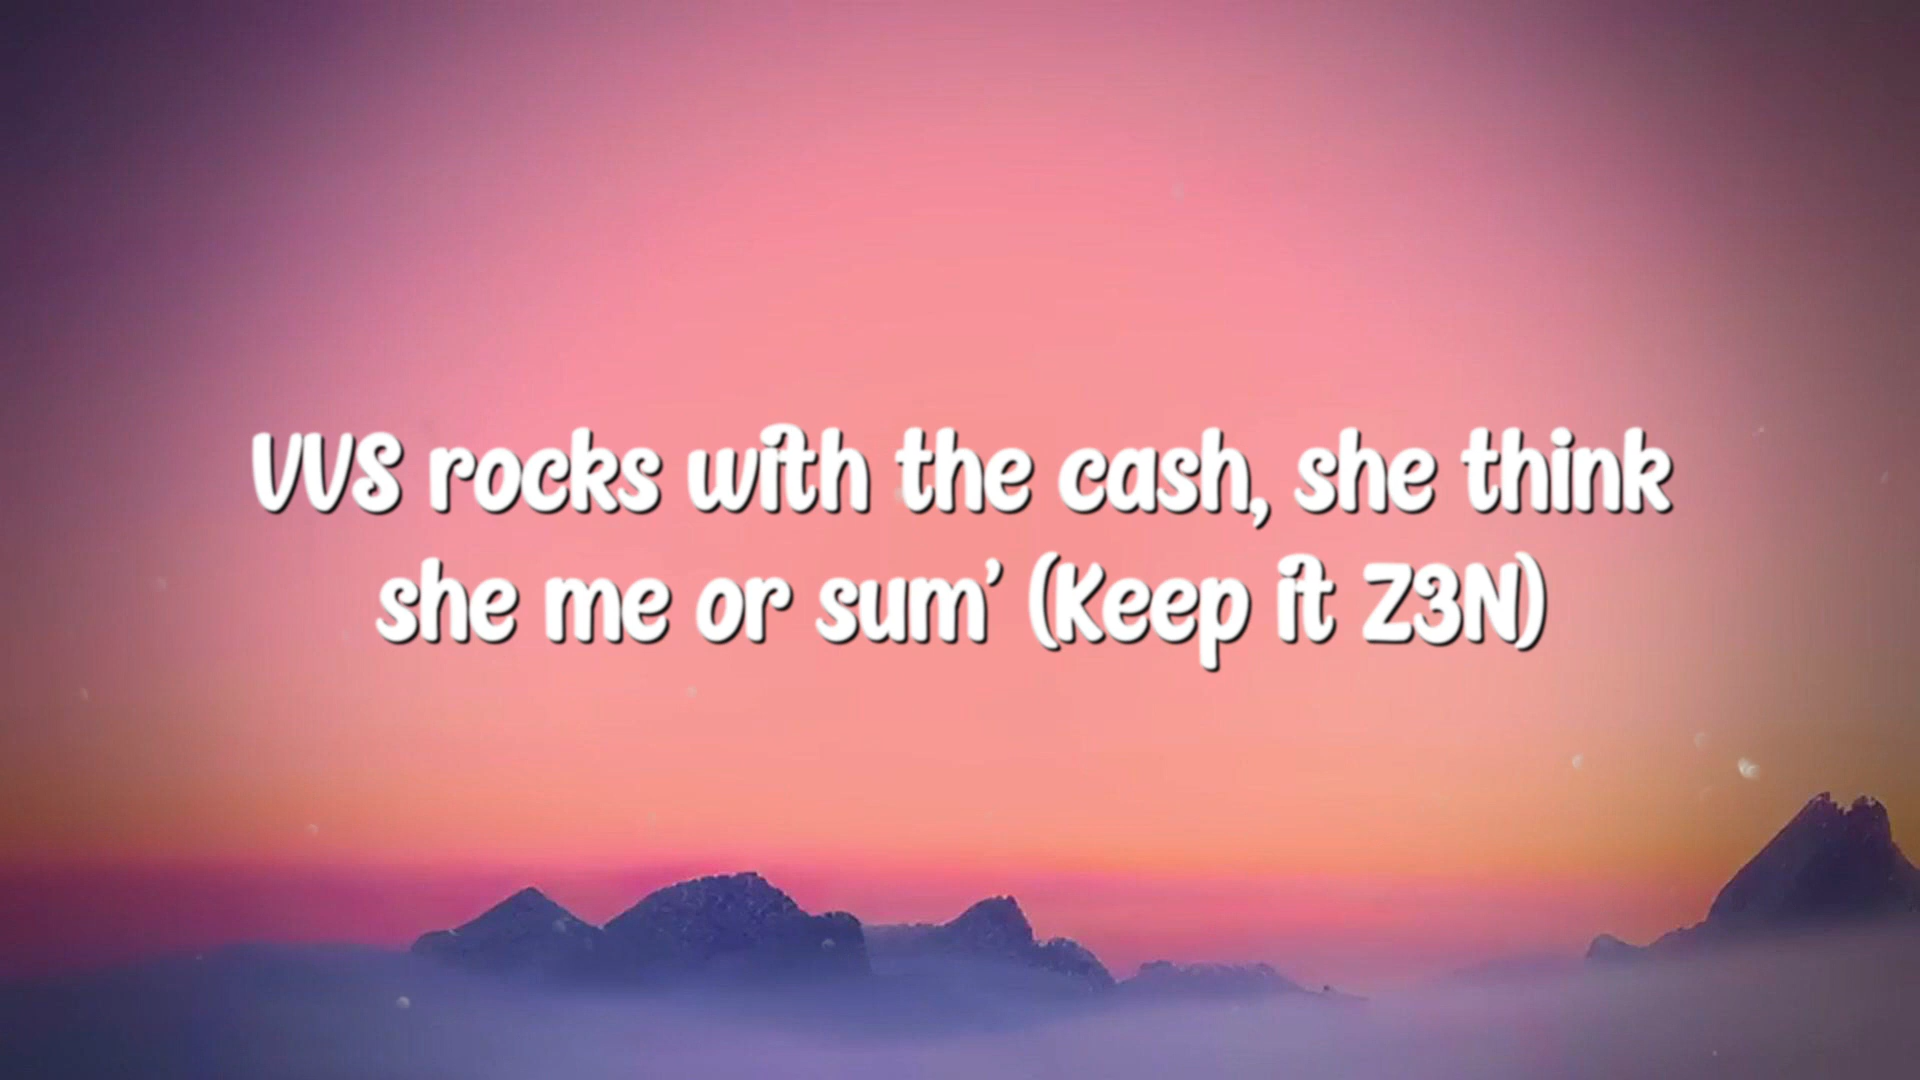 VVS rocks with the cash, she think
she me or sum’ (Keep it Z3N)